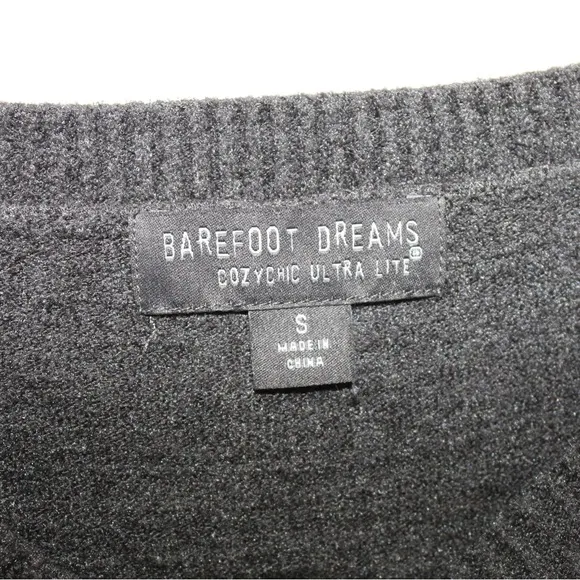 BAREFOOT DREAMS®
COZYCHIC ULTRA LITE
S
MADE IN
CHINA